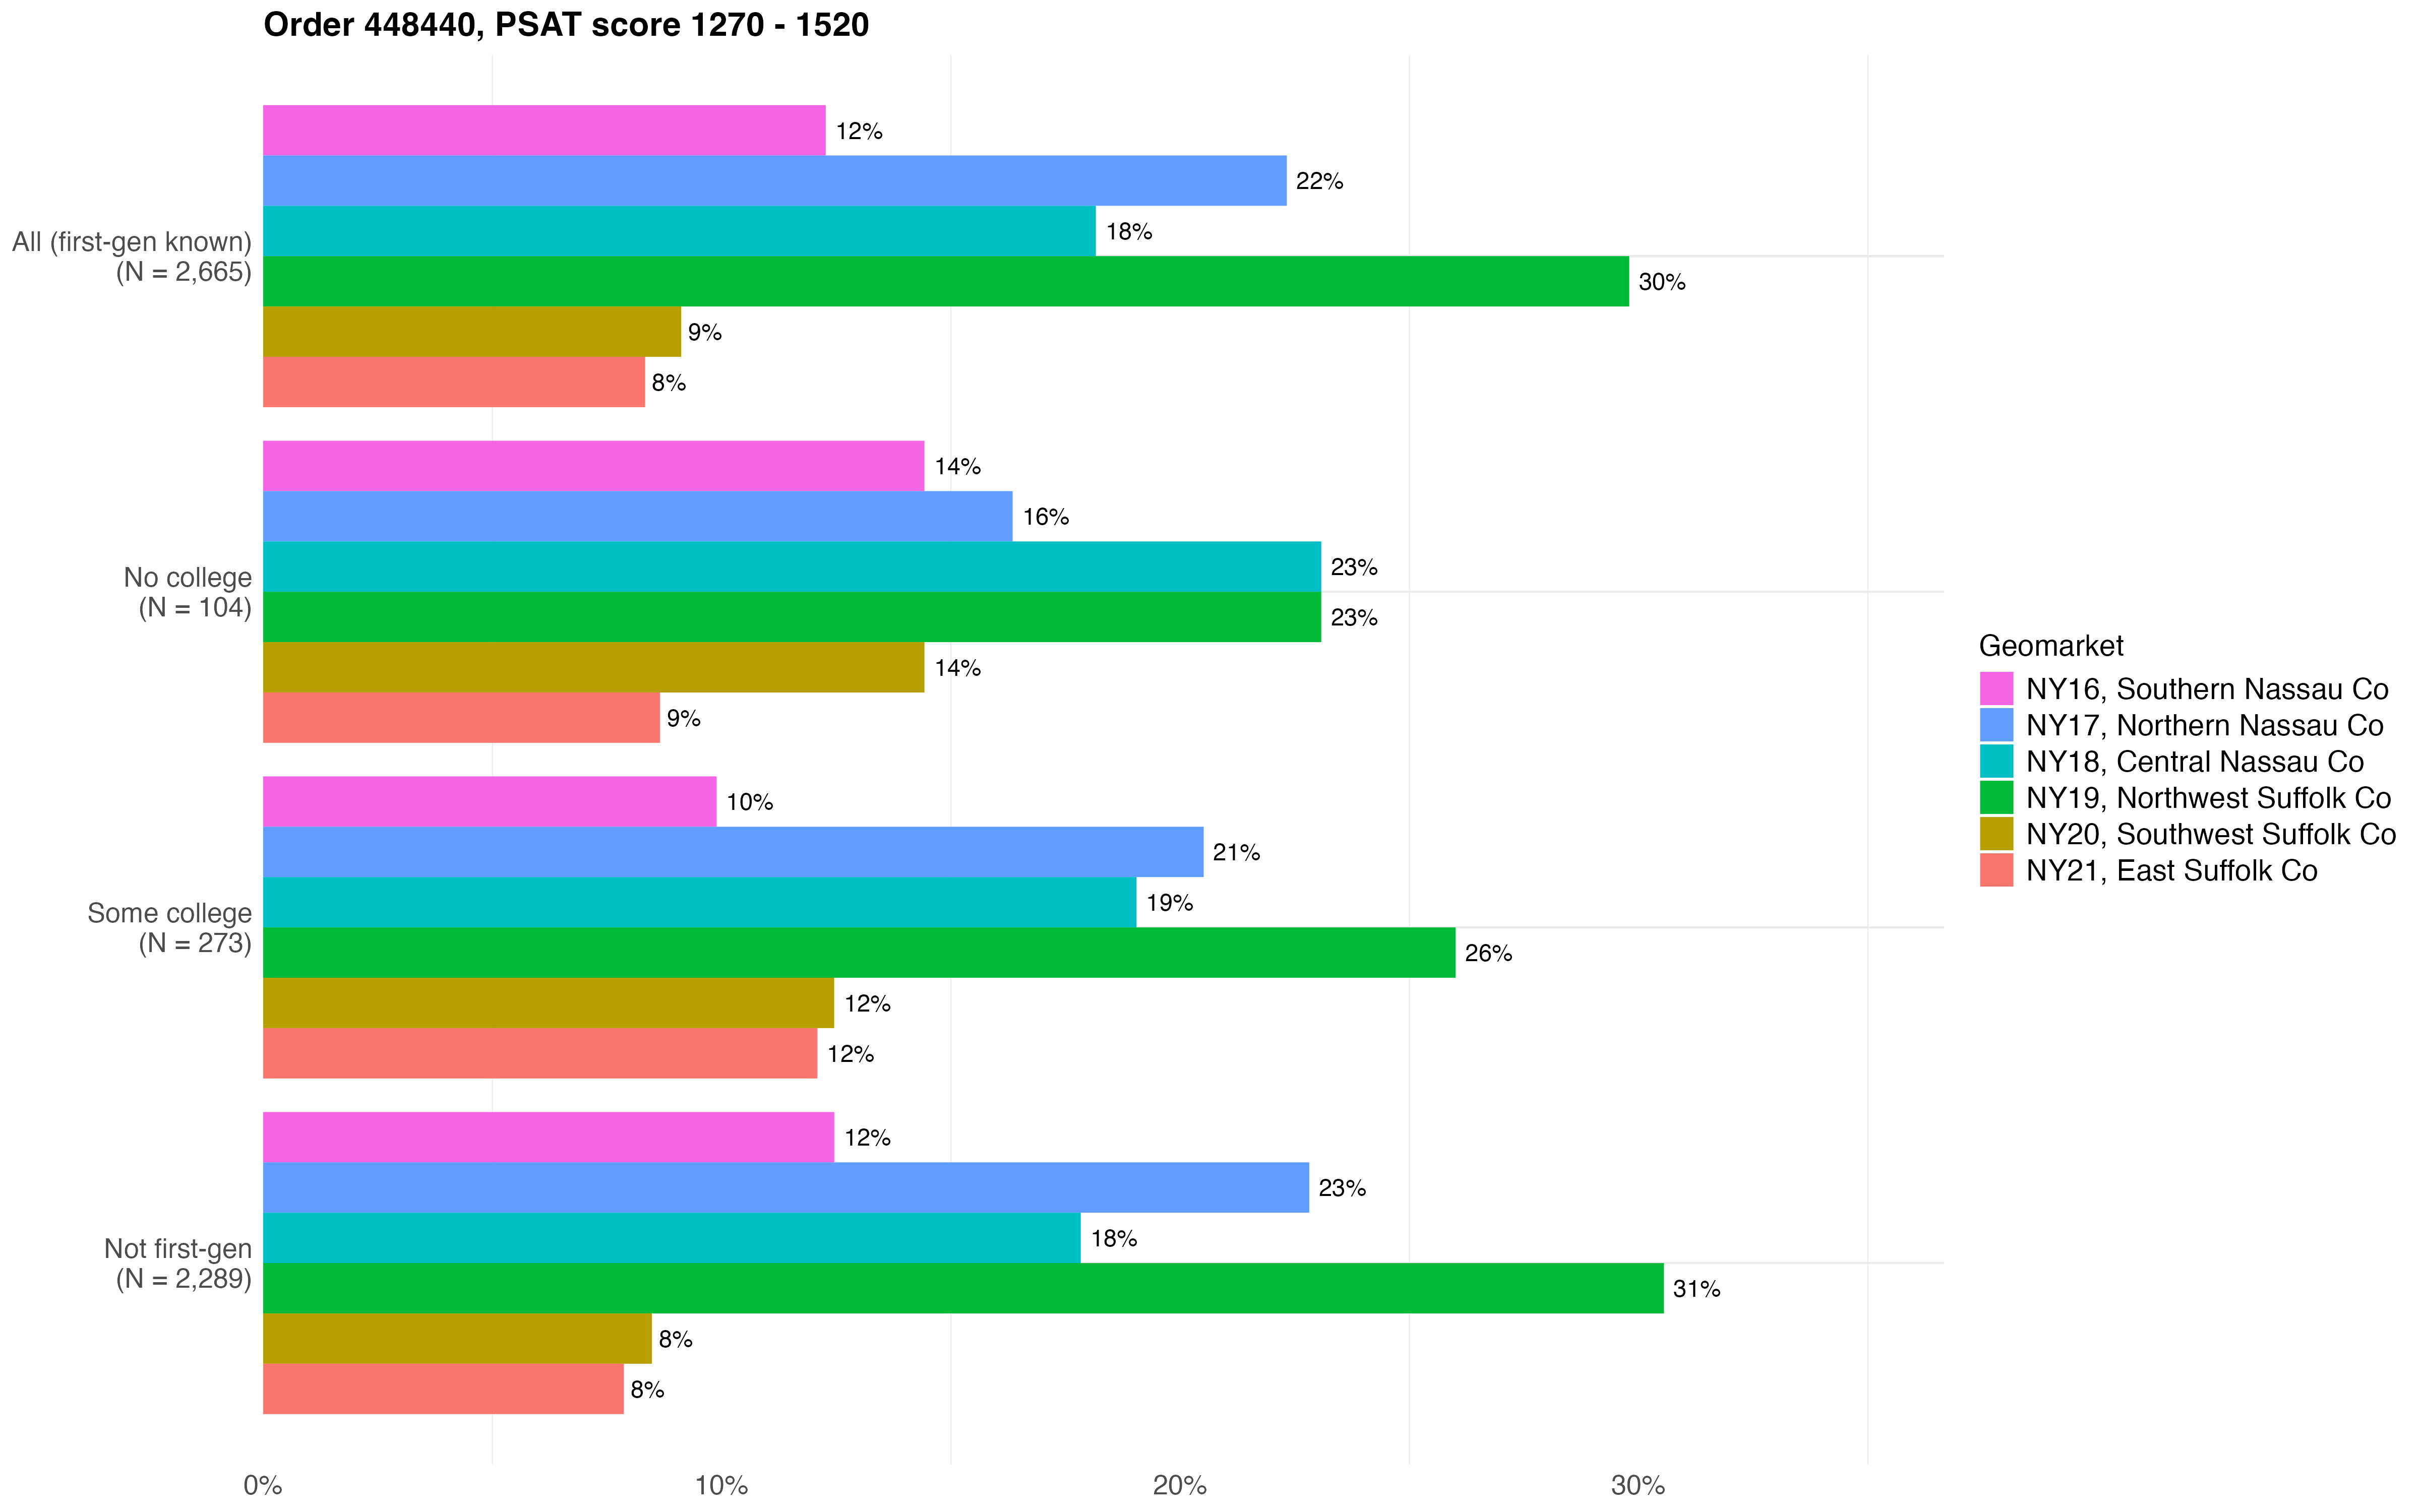 Order 448440, PSAT score 1270 - 1520
All (first-gen known)
(N = 2,665)
12%
22%
18%
30%
9%
8%
No college
(N = 104)
14%
16%
23%
23%
14%
9%
Some college
(N = 273)
10%
21%
19%
26%
12%
12%
Not first-gen
(N = 2,289)
12%
23%
18%
31%
8%
8%
0%
10%
20%
30%
Geomarket
NY16, Southern Nassau Co
NY17, Northern Nassau Co
NY18, Central Nassau Co
NY19, Northwest Suffolk Co
NY20, Southwest Suffolk Co
NY21, East Suffolk Co